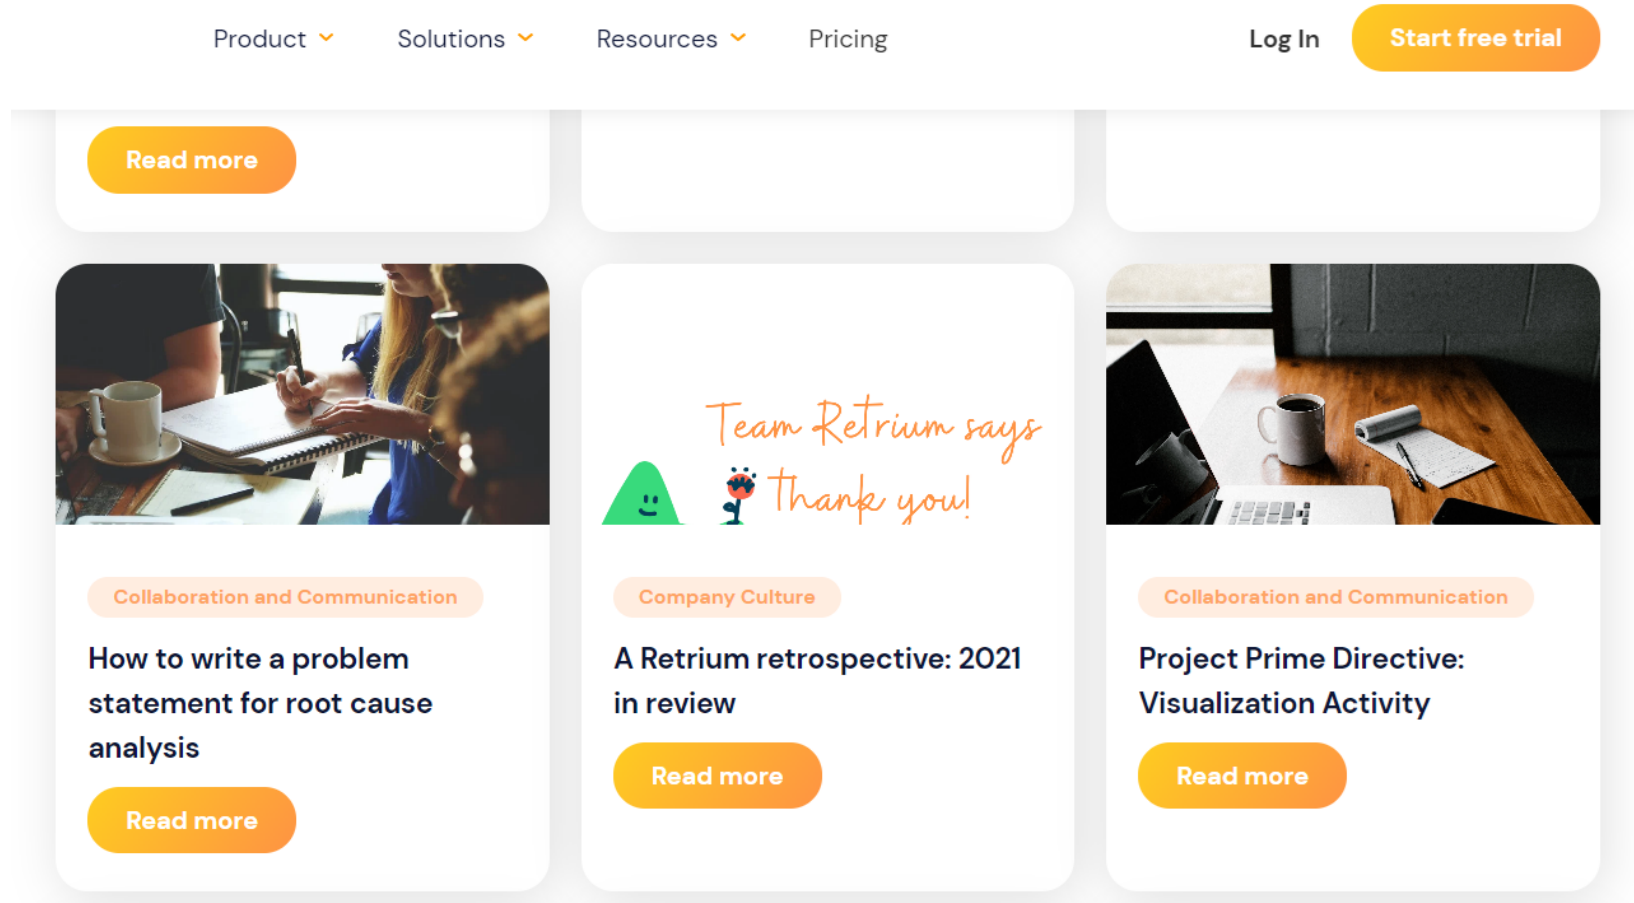 Product
Solutions
Resources
Pricing
Log In
Start free trial
Read more
Team Retrium says
thank you!
Collaboration and Communication
How to write a problem
statement for root cause
analysis
Read more
Company Culture
A Retrium retrospective: 2021
in review
Read more
Collaboration and Communication
Project Prime Directive:
Visualization Activity
Read more